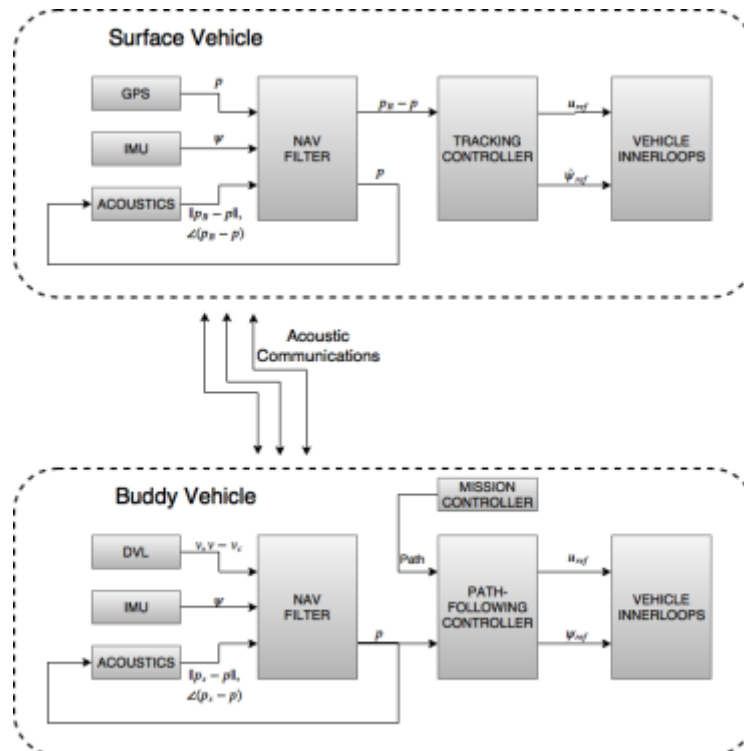 Surface Vehicle
GPS
p
IMU
ψ
ACOUSTICS
‖p_B − p‖,
∠(p_B − p)
NAV
FILTER
p_B − p
p
TRACKING
CONTROLLER
u_ref
ψ̇_ref
VEHICLE
INNERLOOPS
Acoustic
Communications
Buddy Vehicle
MISSION
CONTROLLER
DVL
v, v − v_c
IMU
ψ
ACOUSTICS
‖p_s − p‖,
∠(p_s − p)
NAV
FILTER
p
Path
PATH-
FOLLOWING
CONTROLLER
u_ref
ψ_ref
VEHICLE
INNERLOOPS